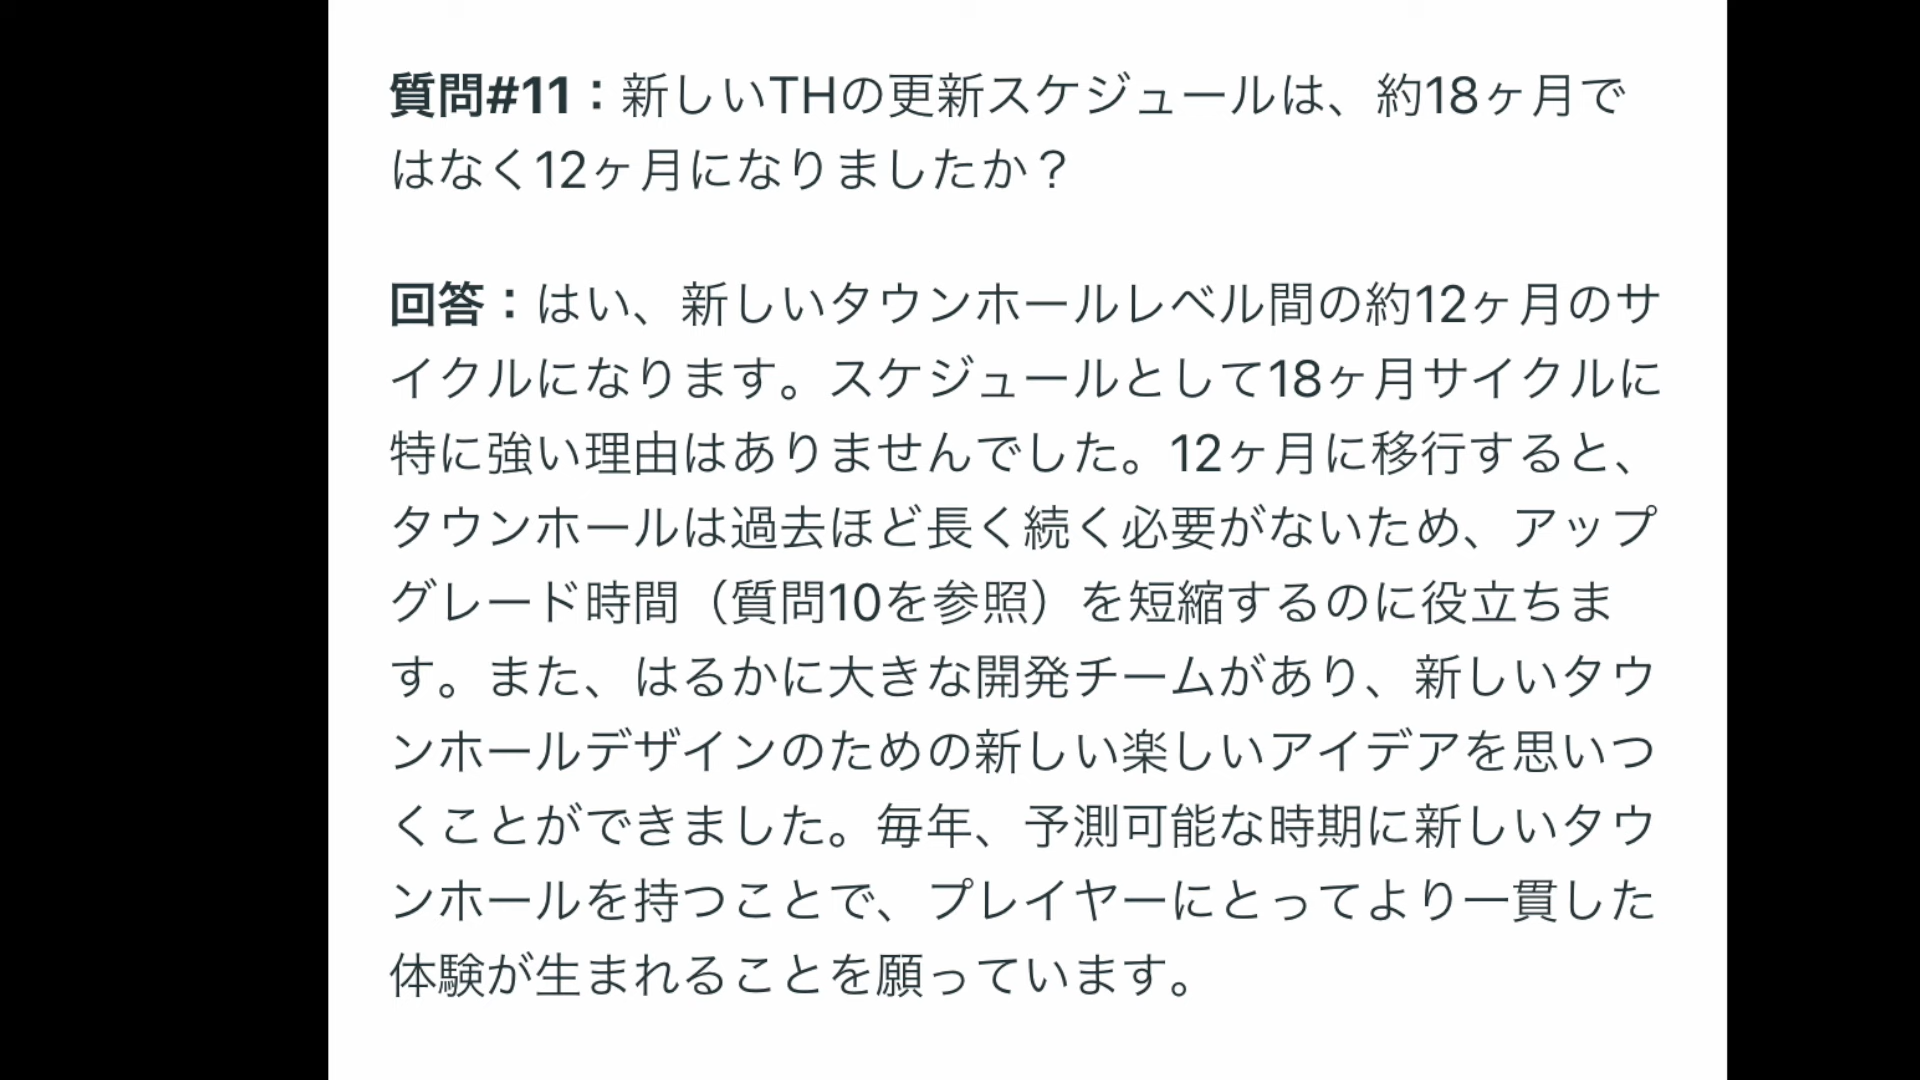 質問#11：新しいTHの更新スケジュールは、約18ヶ月で
はなく12ヶ月になりましたか？
回答：はい、新しいタウンホールレベル間の約12ヶ月のサ
イクルになります。スケジュールとして18ヶ月サイクルに
特に強い理由はありませんでした。12ヶ月に移行すると、
タウンホールは過去ほど長く続く必要がないため、アップ
グレード時間（質問10を参照）を短縮するのに役立ちま
す。また、はるかに大きな開発チームがあり、新しいタウ
ンホールデザインのための新しい楽しいアイデアを思いつ
くことができました。毎年、予測可能な時期に新しいタウ
ンホールを持つことで、プレイヤーにとってより一貫した
体験が生まれることを願っています。